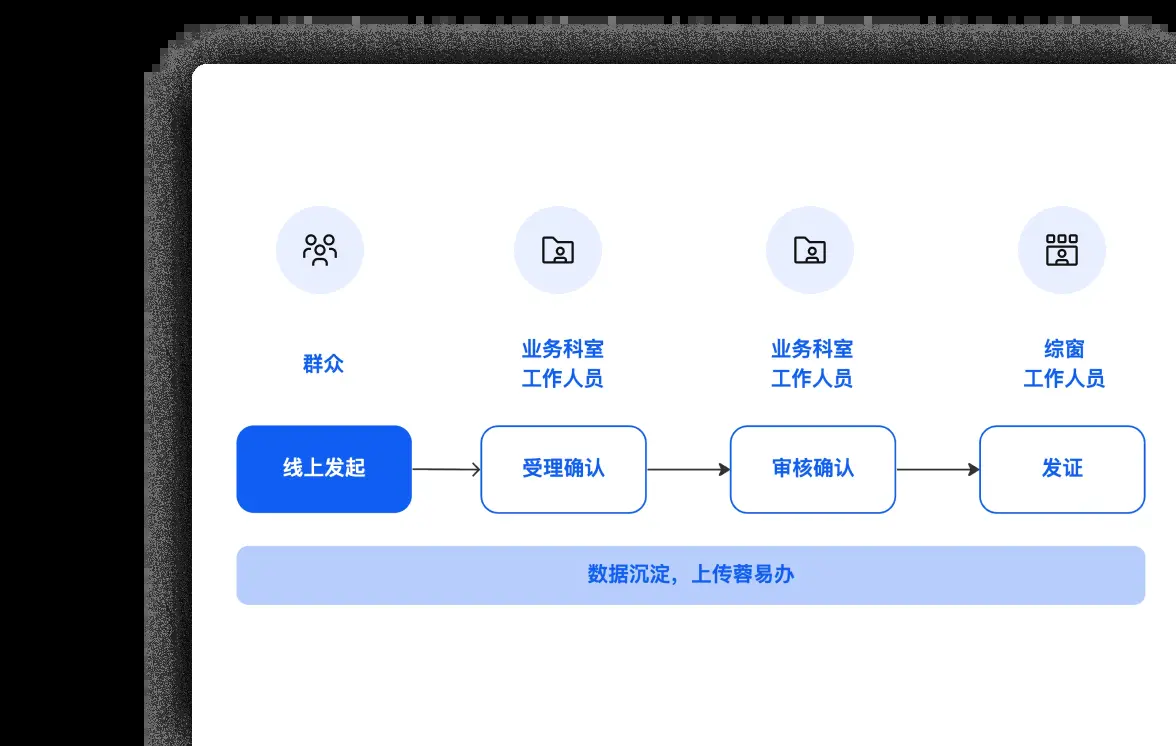 群众
业务科室
工作人员
业务科室
工作人员
综窗
工作人员
线上发起
受理确认
审核确认
发证
数据沉淀，上传蓉易办